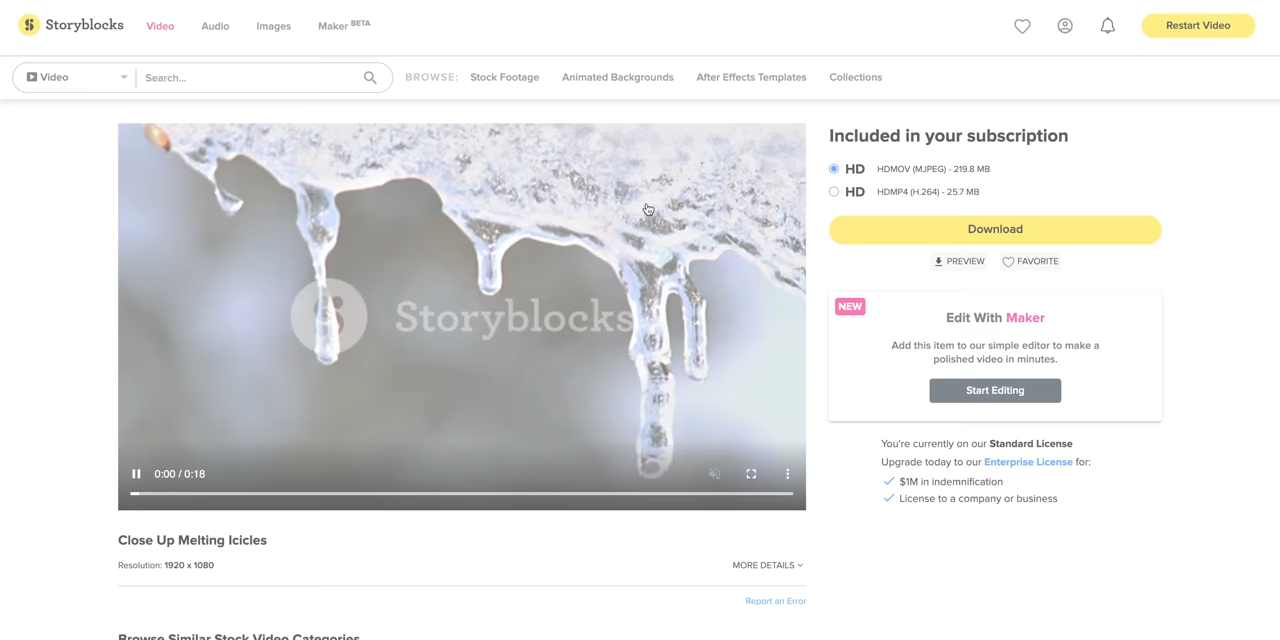 Storyblocks
Video
Audio
Images
Maker BETA
Restart Video
Video
Search...
BROWSE:
Stock Footage
Animated Backgrounds
After Effects Templates
Collections
Storyblocks
0:00 / 0:18
Included in your subscription
HD HDMOV (MJPEG) - 219.8 MB
HD HDMP4 (H.264) - 25.7 MB
Download
PREVIEW
FAVORITE
NEW
Edit With Maker
Add this item to our simple editor to make a
polished video in minutes.
Start Editing
You're currently on our Standard License
Upgrade today to our Enterprise License for:
$1M in indemnification
License to a company or business
Close Up Melting Icicles
Resolution: 1920 x 1080
MORE DETAILS
Report an Error
Browse Similar Stock Video Categories